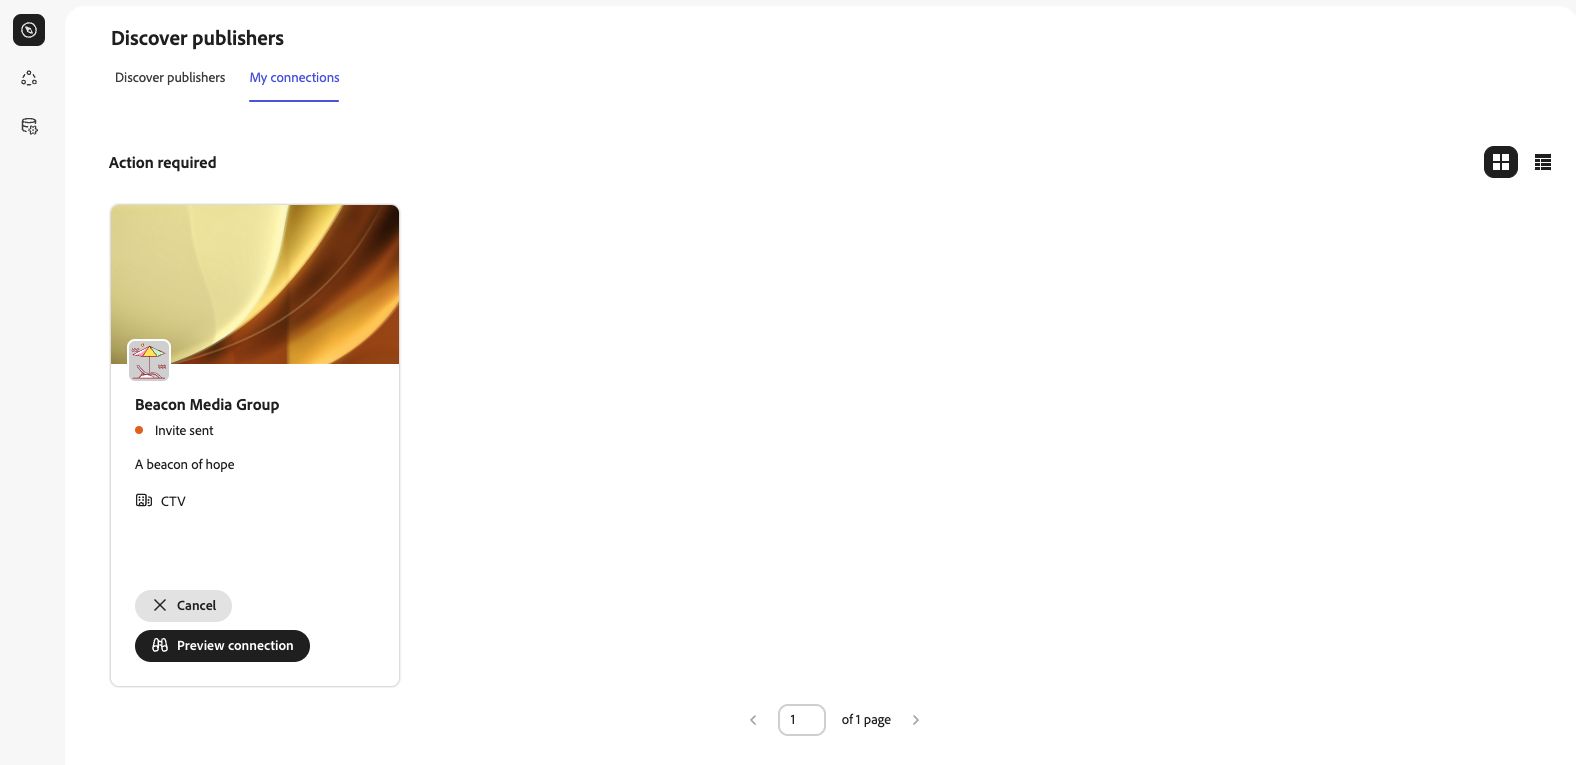 Discover publishers
Discover publishers My connections
Action required
Beacon Media Group
Invite sent
A beacon of hope
CTV
Cancel
Preview connection
1 of 1 page